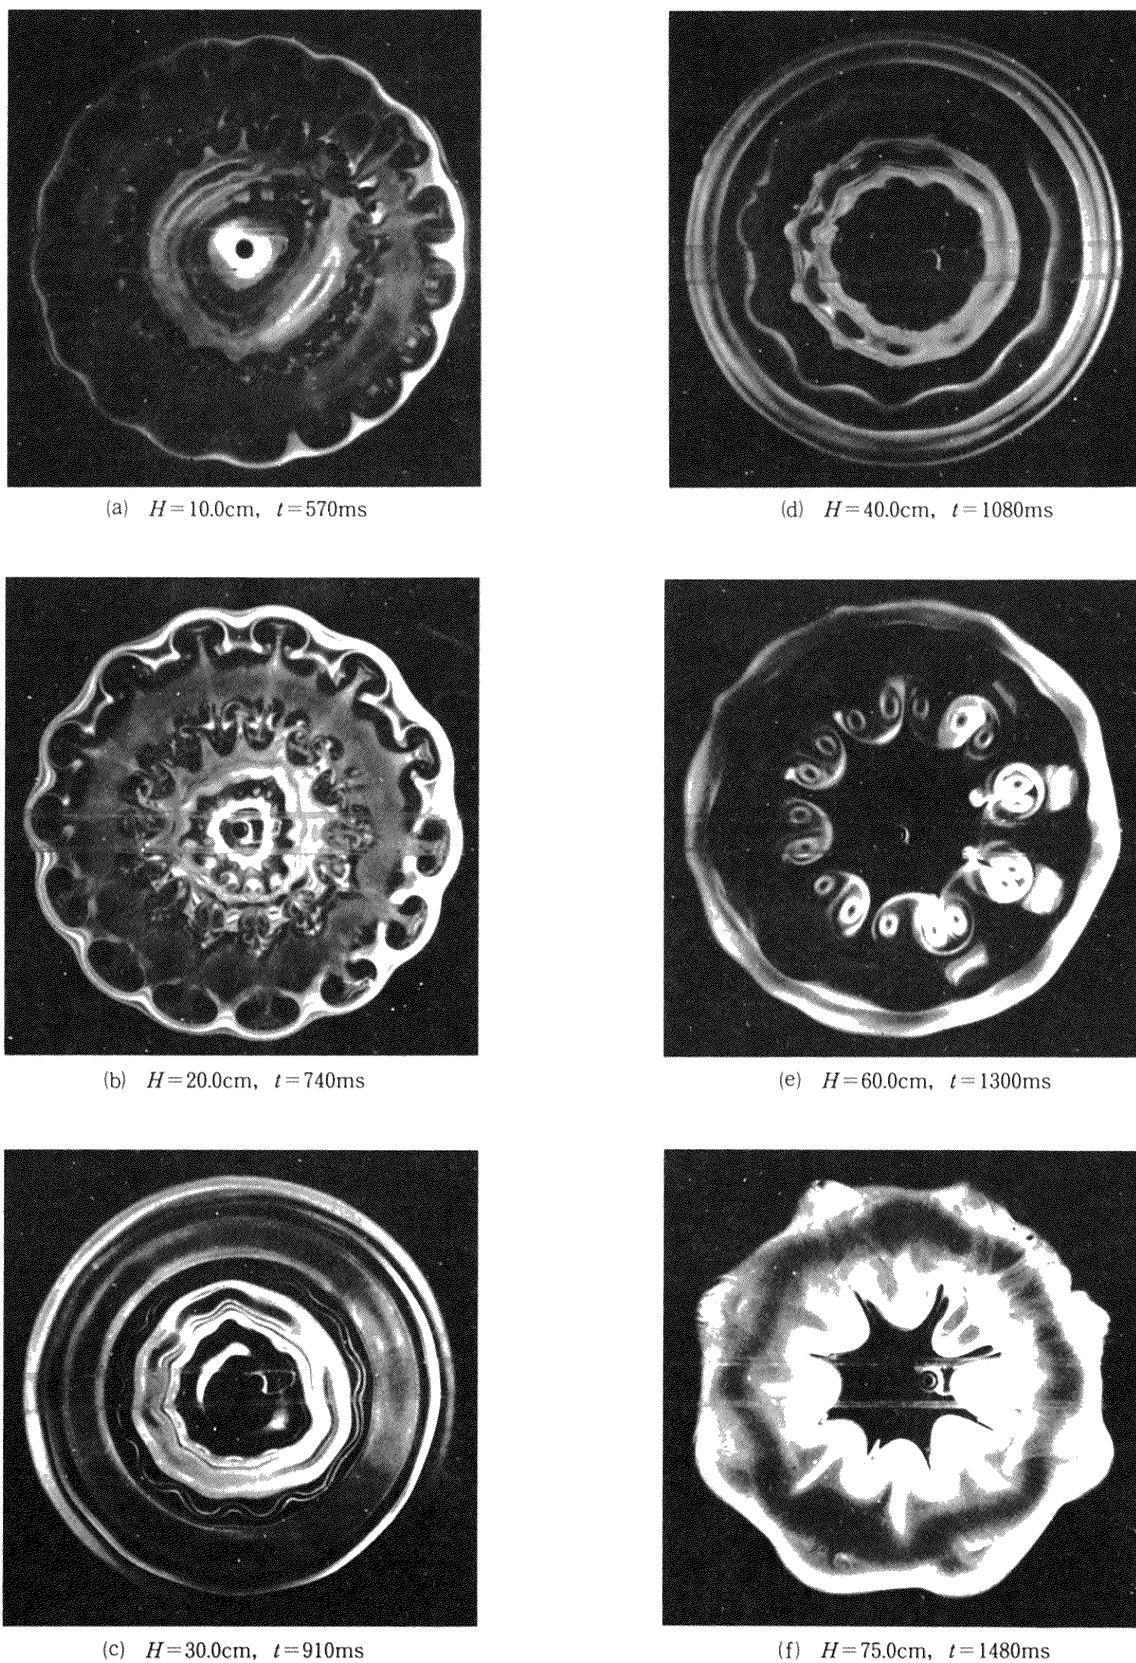 (a) H=10.0cm, t=570ms
(d) H=40.0cm, t=1080ms
(b) H=20.0cm, t=740ms
(e) H=60.0cm, t=1300ms
(c) H=30.0cm, t=910ms
(f) H=75.0cm, t=1480ms